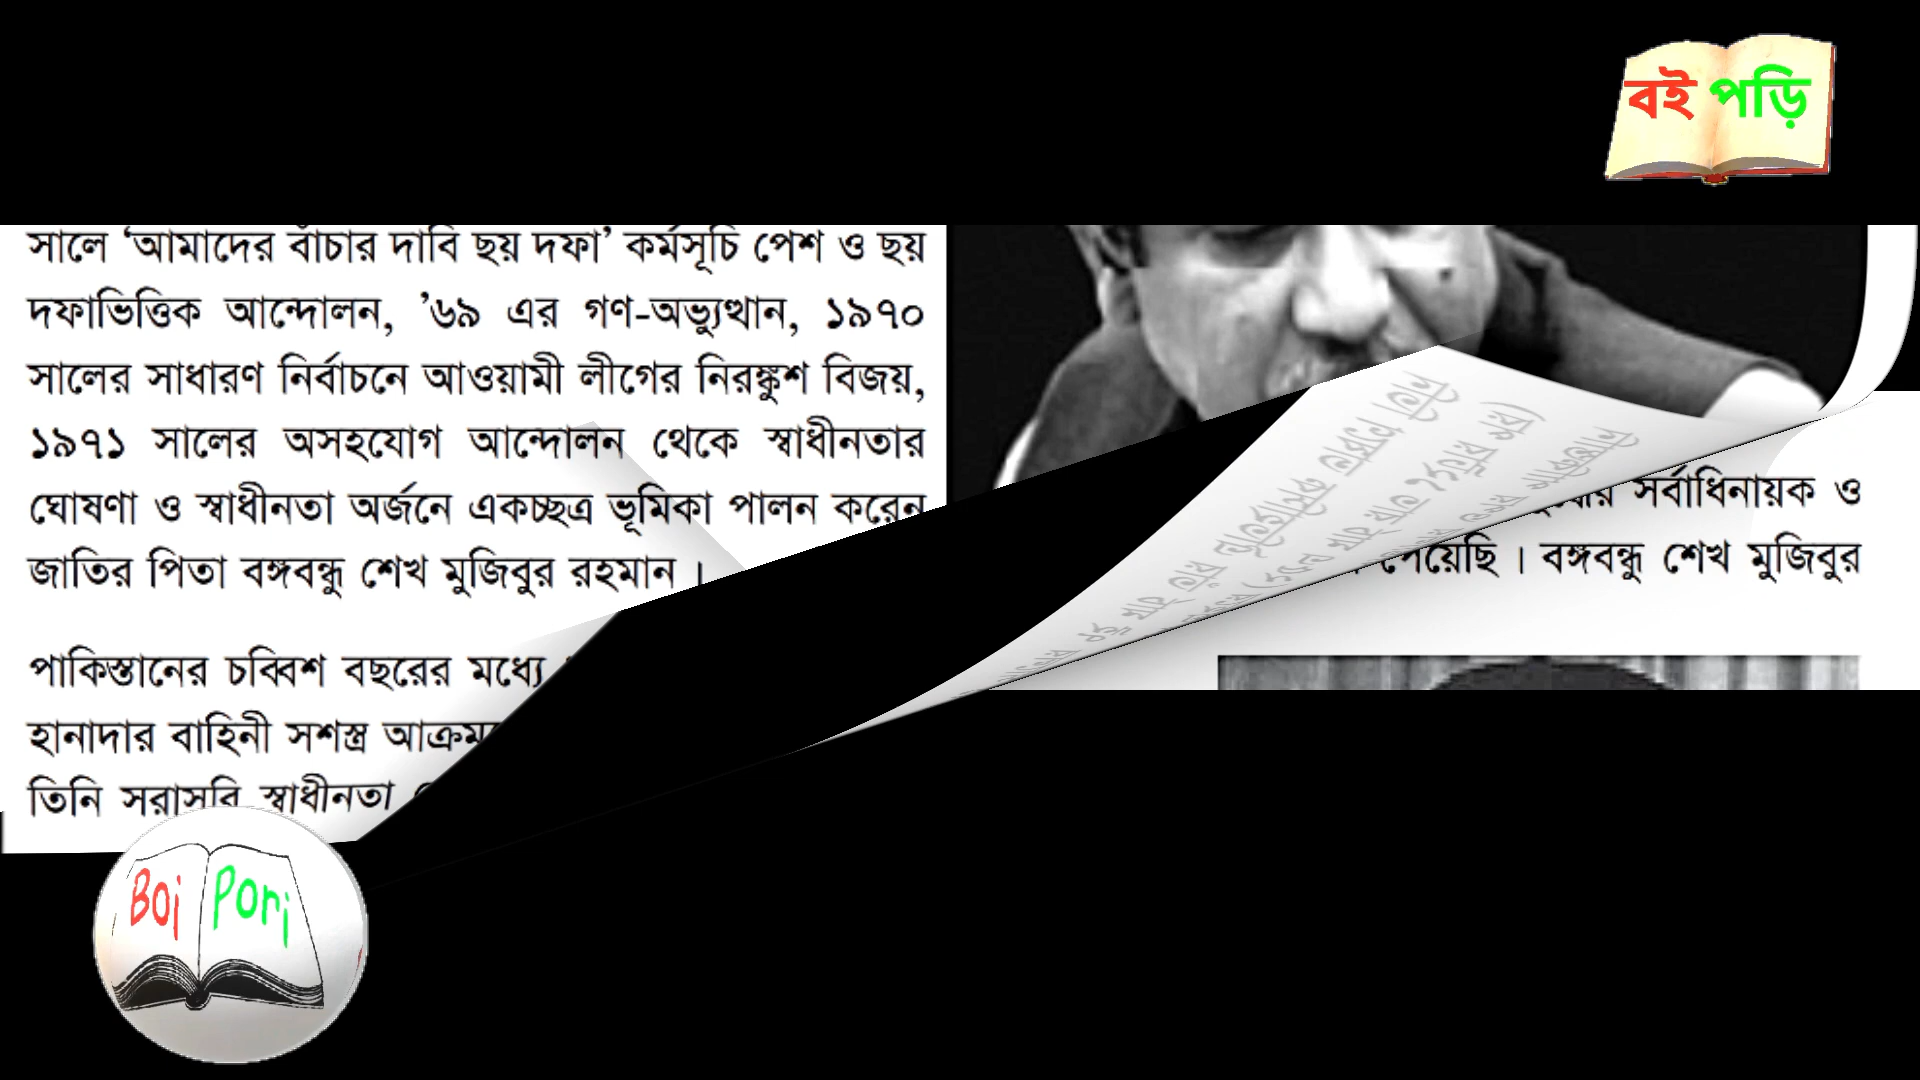 বই পড়ি
সালে ‘আমাদের বাঁচার দাবি ছয় দফা’ কর্মসূচি পেশ ও ছয়
দফাভিত্তিক আন্দোলন, ’৬৯ এর গণ-অভ্যুত্থান, ১৯৭০
সালের সাধারণ নির্বাচনে আওয়ামী লীগের নিরঙ্কুশ বিজয়,
১৯৭১ সালের অসহযোগ আন্দোলন থেকে স্বাধীনতার
ঘোষণা ও স্বাধীনতা অর্জনে একচ্ছত্র ভূমিকা পালন করেন
জাতির পিতা বঙ্গবন্ধু শেখ মুজিবুর রহমান।
পাকিস্তানের চব্বিশ বছরের মধ্যে
হানাদার বাহিনী সশস্ত্র
তিনি সরাসরি স্বাধীনতা
সর্বাধিনায়ক ও
পেয়েছি। বঙ্গবন্ধু শেখ মুজিবুর
Boi Pori